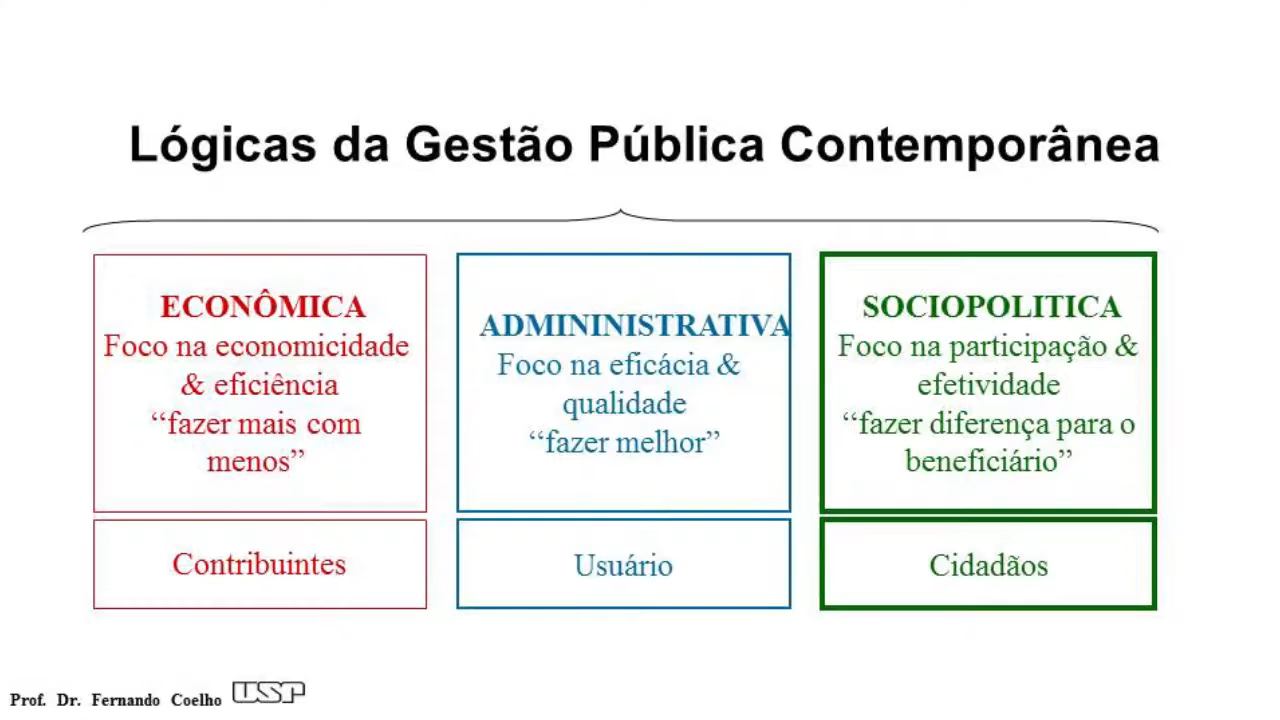 Lógicas da Gestão Pública Contemporânea
ECONÔMICA
Foco na economicidade
& eficiência
“fazer mais com
menos”
Contribuintes
ADMININISTRATIVA
Foco na eficácia &
qualidade
“fazer melhor”
Usuário
SOCIOPOLITICA
Foco na participação &
efetividade
“fazer diferença para o
beneficiário”
Cidadãos
Prof. Dr. Fernando Coelho USP